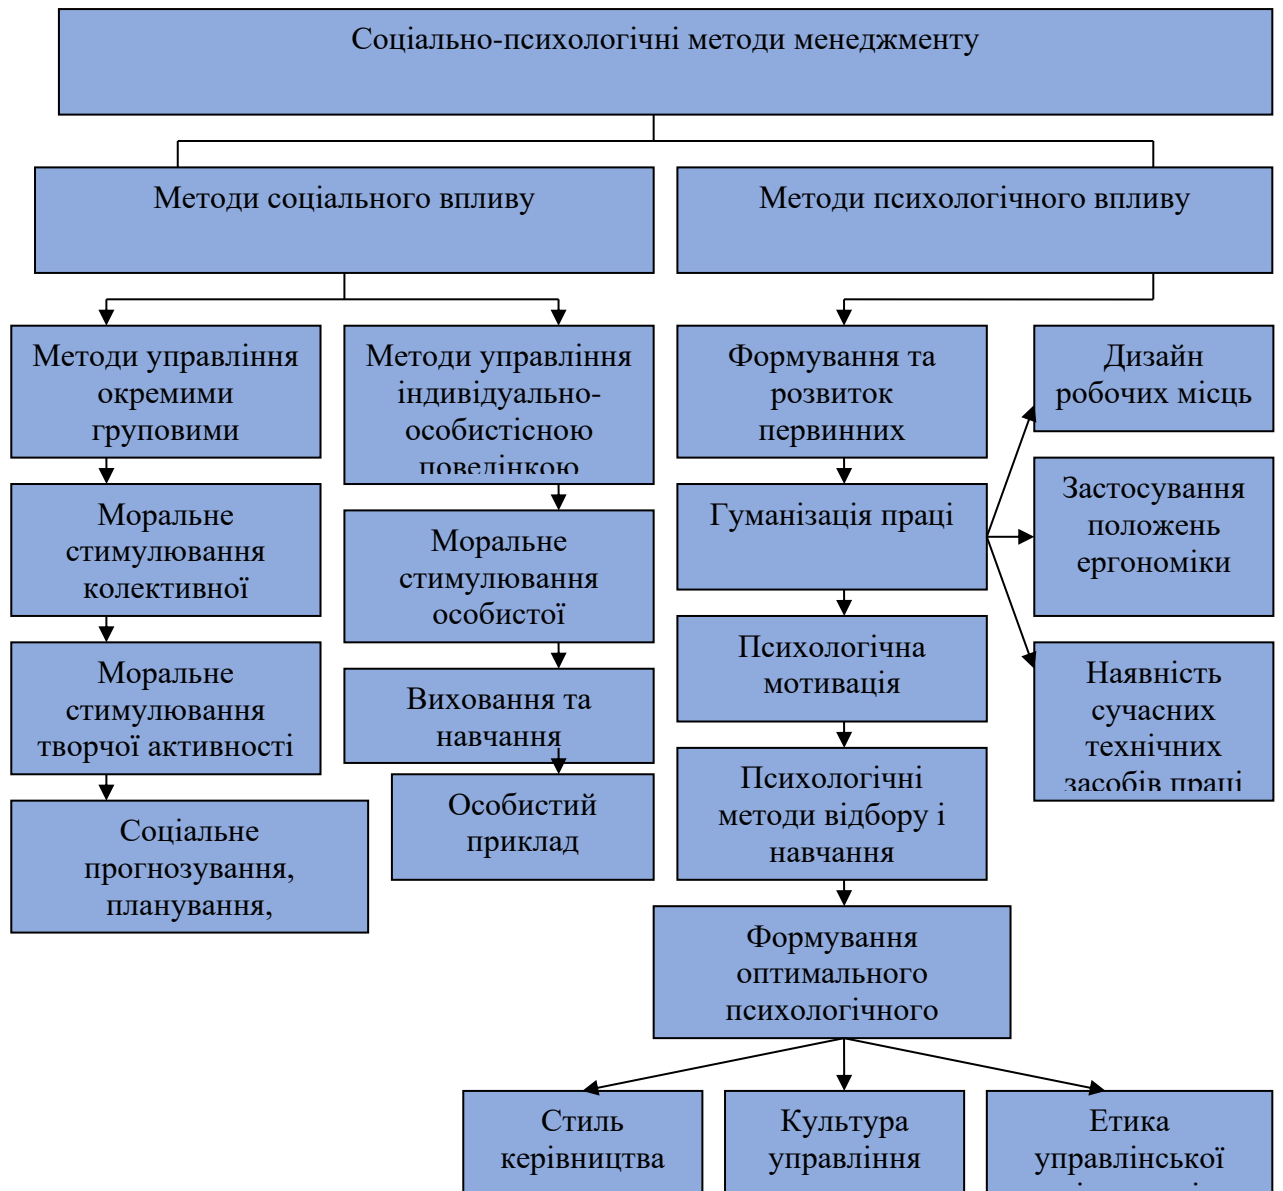 Соціально-психологічні методи менеджменту
Методи соціального впливу
Методи психологічного впливу
Методи управління
окремими
груповими
Методи управління
індивідуально-
особистісною
поведінкою
Формування та
розвиток
первинних
Дизайн
робочих місць
Моральне
стимулювання
колективної
Моральне
стимулювання
особистої
Гуманізація праці
Застосування
положень
ергономіки
Моральне
стимулювання
творчої активності
Виховання та
навчання
Психологічна
мотивація
Наявність
сучасних
технічних
засобів праці
Соціальне
прогнозування,
планування,
Особистий
приклад
Психологічні
методи відбору і
навчання
Формування
оптимального
психологічного
Стиль
керівництва
Культура
управління
Етика
управлінської